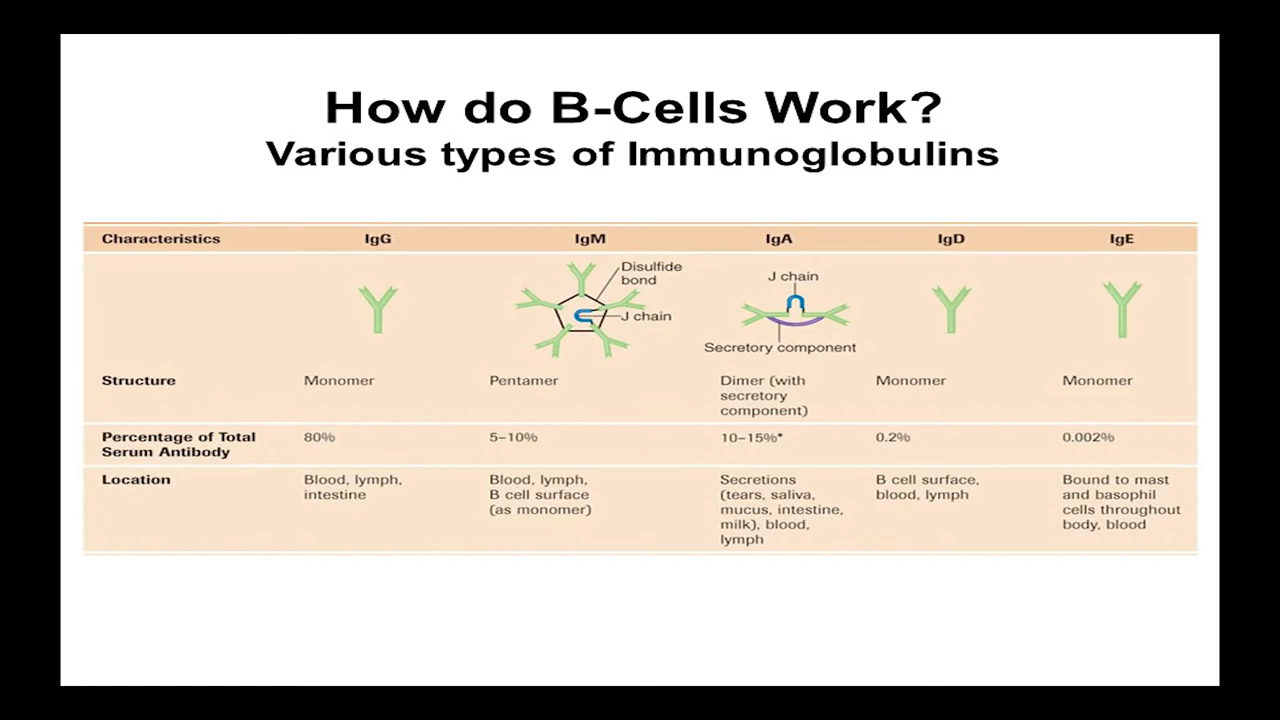 How do B-Cells Work?
Various types of Immunoglobulins
Characteristics IgG IgM IgA IgD IgE
Disulfide
bond
J chain
J chain
Secretory component
Structure Monomer Pentamer Dimer (with
secretory
component) Monomer Monomer
Percentage of Total
Serum Antibody 80% 5–10% 10–15%* 0.2% 0.002%
Location Blood, lymph,
intestine Blood, lymph,
B cell surface
(as monomer) Secretions
(tears, saliva,
mucus, intestine,
milk), blood,
lymph B cell surface,
blood, lymph Bound to mast
and basophil
cells throughout
body, blood